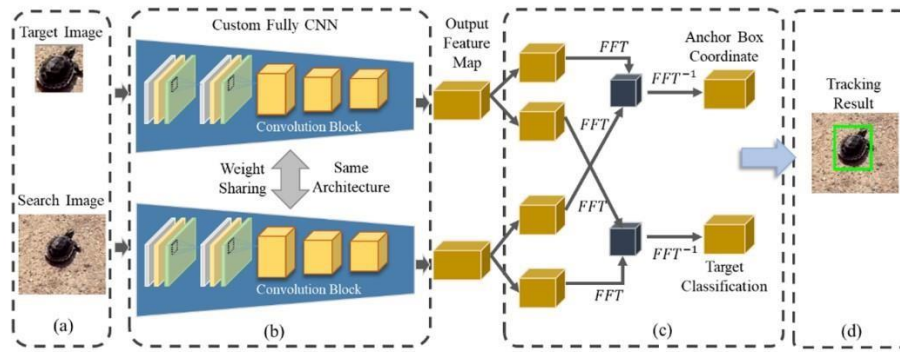 Target Image
Search Image
(a)
Custom Fully CNN
Convolution Block
Weight
Sharing
Same
Architecture
Convolution Block
(b)
Output
Feature
Map
FFT
FFT
FFT
FFT
FFT⁻¹
FFT⁻¹
Anchor Box
Coordinate
Target
Classification
(c)
Tracking
Result
(d)